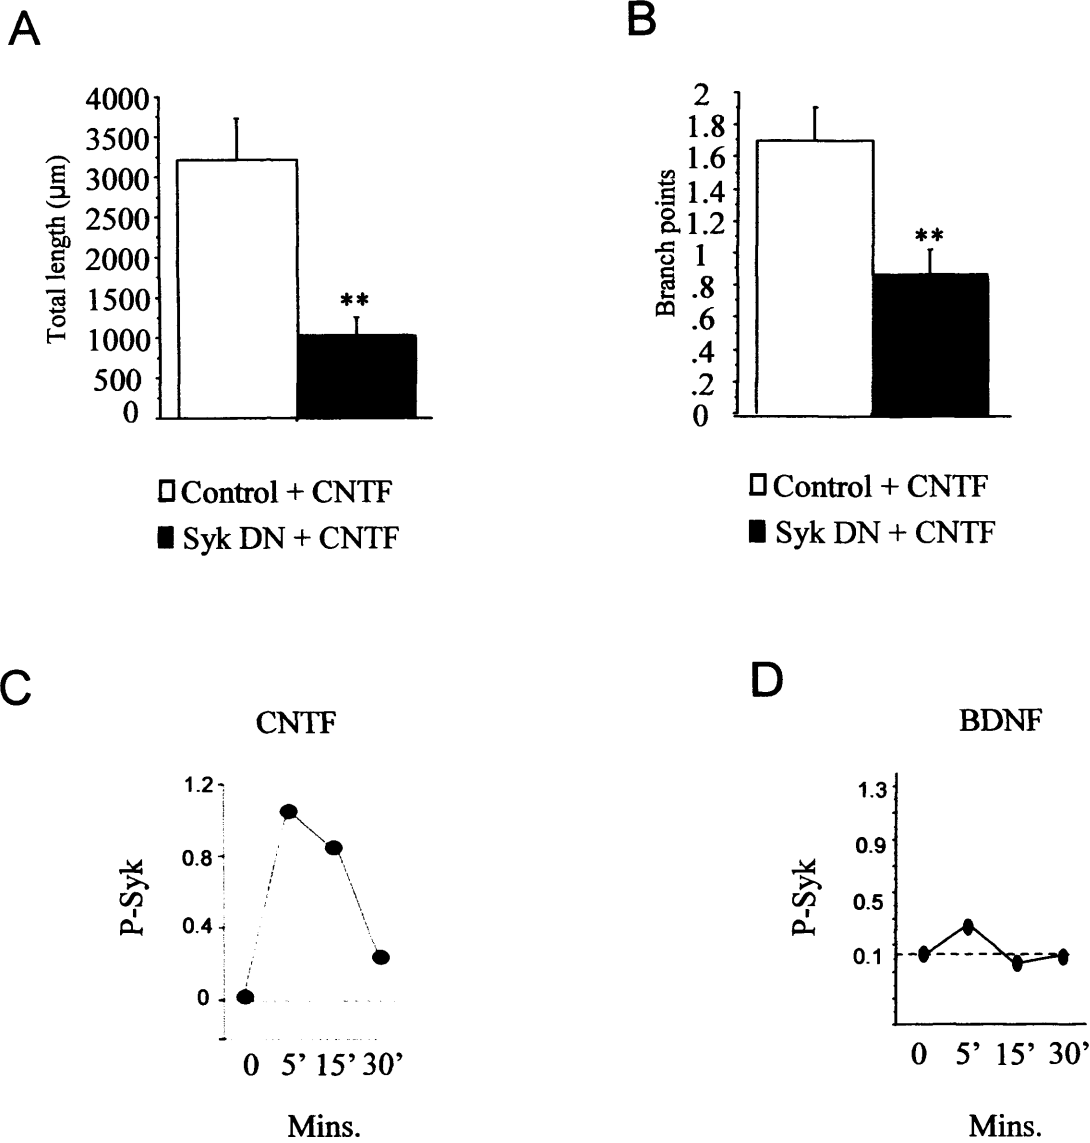 A
4000
3500
3000
2500
2000
1500
1000
500
0
Total length (μm)
**
Control + CNTF
Syk DN + CNTF
B
2
1.8
1.6
1.4
1.2
1
.8
.6
.4
.2
0
Branch points
**
Control + CNTF
Syk DN + CNTF
C
CNTF
1.2
0.8
0.4
0
P-Syk
0 5’ 15’ 30’
Mins.
D
BDNF
1.3
0.9
0.5
0.1
P-Syk
0 5’ 15’ 30’
Mins.